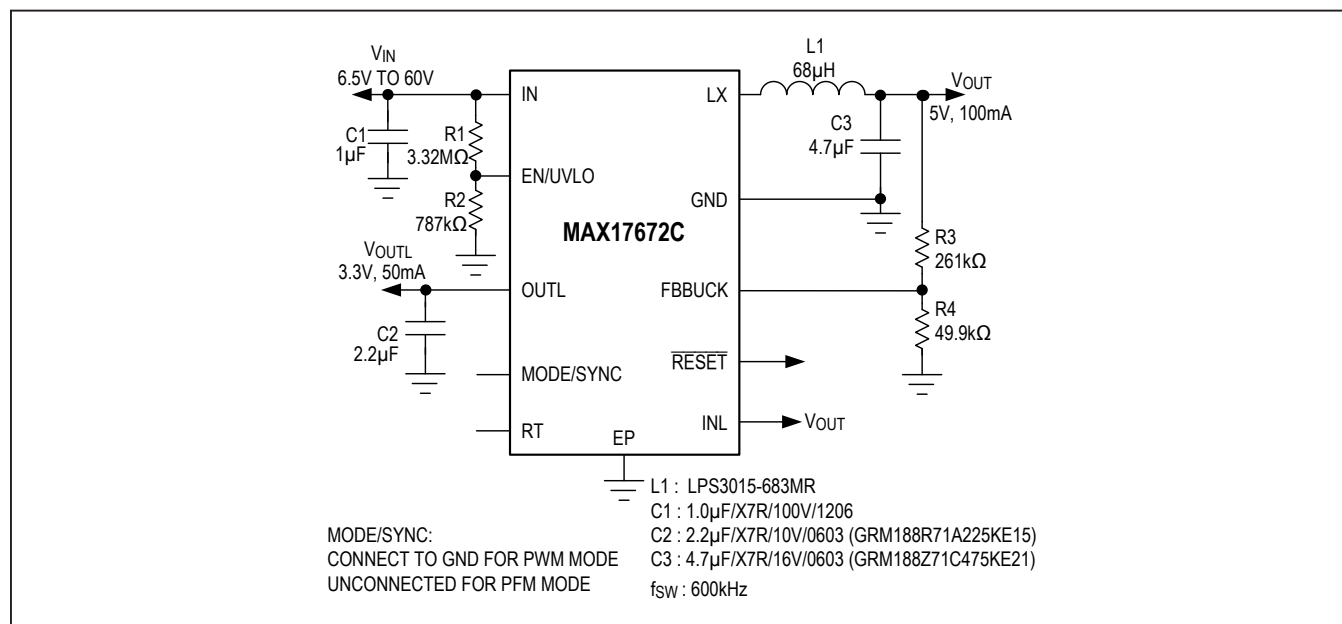 VIN
6.5V TO 60V
C1
1µF
R1
3.32MΩ
R2
787kΩ
VOUTL
3.3V, 50mA
C2
2.2µF
IN
EN/UVLO
OUTL
MODE/SYNC
RT
EP
MAX17672C
LX
GND
FBBUCK
RESET
INL
L1
68µH
C3
4.7µF
VOUT
5V, 100mA
R3
261kΩ
R4
49.9kΩ
VOUT
MODE/SYNC:
CONNECT TO GND FOR PWM MODE
UNCONNECTED FOR PFM MODE
L1 : LPS3015-683MR
C1 : 1.0µF/X7R/100V/1206
C2 : 2.2µF/X7R/10V/0603 (GRM188R71A225KE15)
C3 : 4.7µF/X7R/16V/0603 (GRM188Z71C475KE21)
fSW : 600kHz